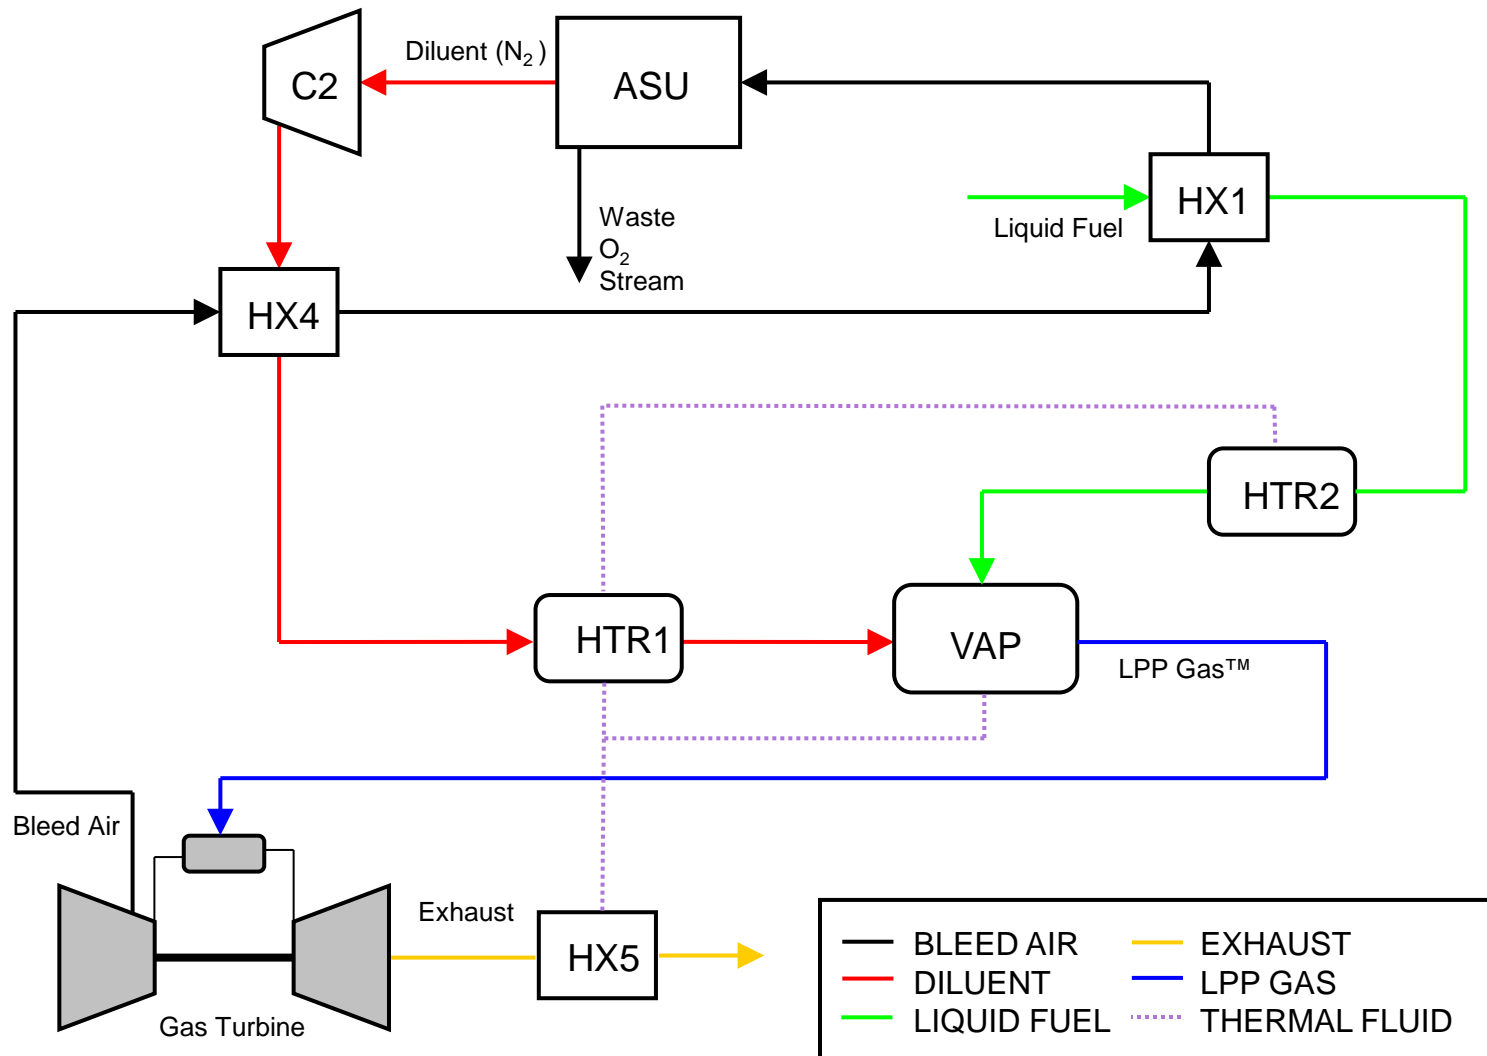 Diluent (N2)
C2
ASU
Waste
O2
Stream
HX1
Liquid Fuel
HX4
HTR2
HTR1
VAP
LPP Gas™
Bleed Air
Exhaust
HX5
Gas Turbine
BLEED AIR
EXHAUST
DILUENT
LPP GAS
LIQUID FUEL
THERMAL FLUID